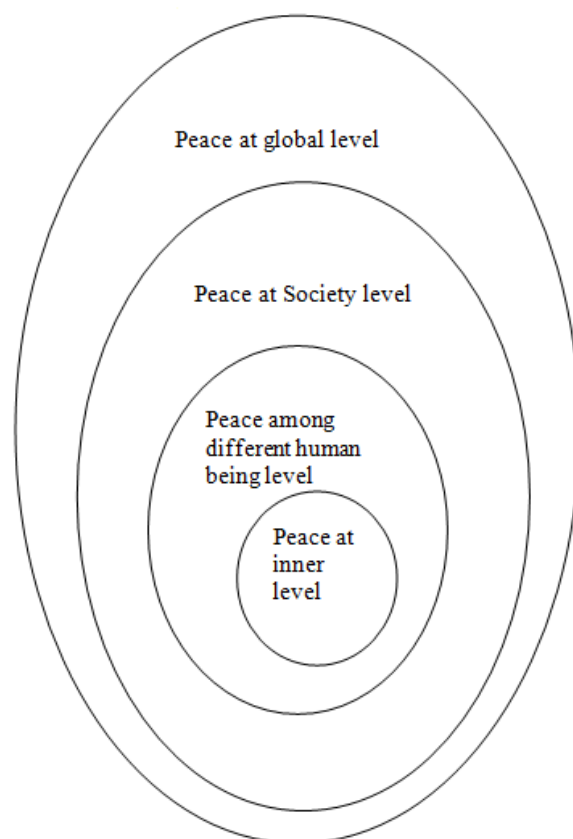 Peace at global level
Peace at Society level
Peace among
different human
being level
Peace at
inner
level